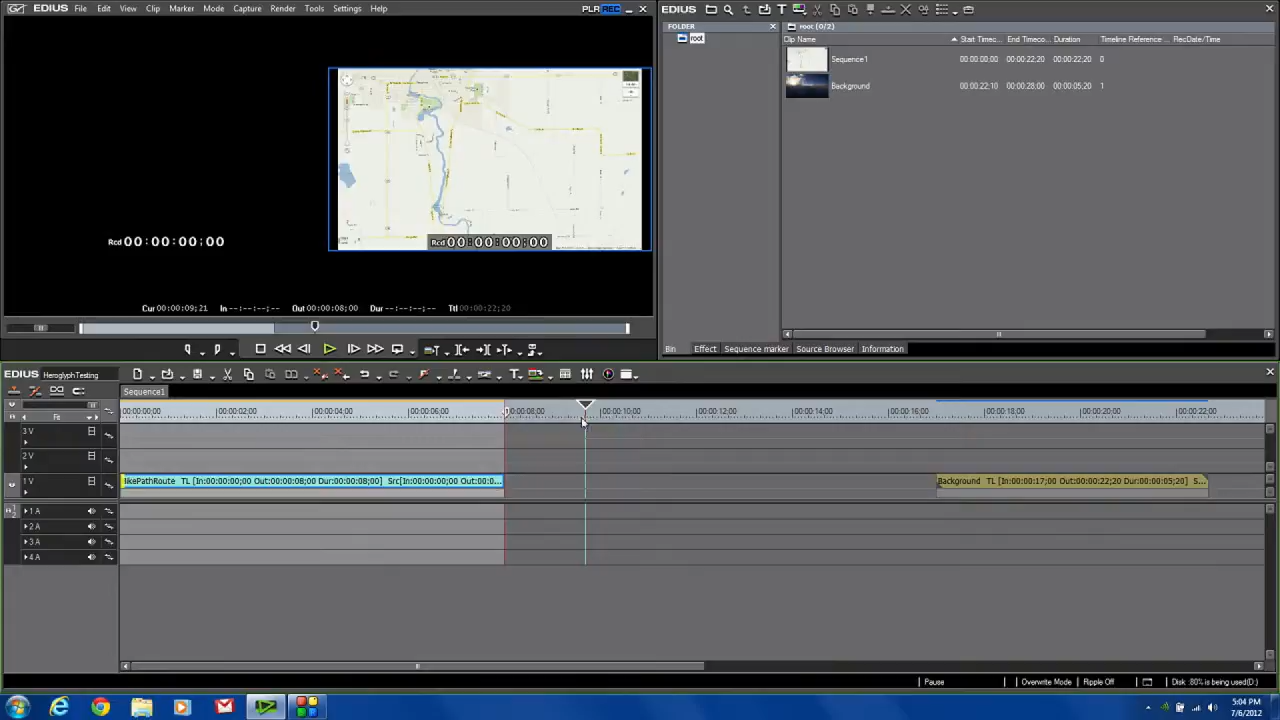 EDIUS File Edit View Clip Marker Mode Capture Render Tools Settings Help PLR REC
Rcd 00:00:00;00
Rcd 00:00:00;00
Cur 00:00:09;21 In --:--:--;-- Out 00:00:08;00 Dur --:--:--;-- Ttl 00:00:22;20
EDIUS
FOLDER
root
root (0/2)
Clip Name Start Timec... End Timeco... Duration Timeline Reference ... RecDate/Time
Sequence1 00:00:00;00 00:00:22;20 00:00:22;20 0
Background 00:00:22;10 00:00:28;00 00:00:05;20 1
Bin Effect Sequence marker Source Browser Information
EDIUS HeroglyphTesting
Sequence1
Fit 00:00:00;00 00:00:02;00 00:00:04;00 00:00:06;00 00:00:08;00 00:00:10;00 00:00:12;00 00:00:14;00 00:00:16;00 00:00:18;00 00:00:20;00 00:00:22;00
3 V
2 V
1 V
ikePathRoute TL [In:00:00:00;00 Out:00:00:08;00 Dur:00:00:08;00] Src[In:00:00:00;00 Out:00:0...
Background TL [In:00:00:17;00 Out:00:00:22;20 Dur:00:00:05;20] S...
1 A
2 A
3 A
4 A
Pause Overwrite Mode Ripple Off Disk :80% is being used(D:)
5:04 PM
7/6/2012